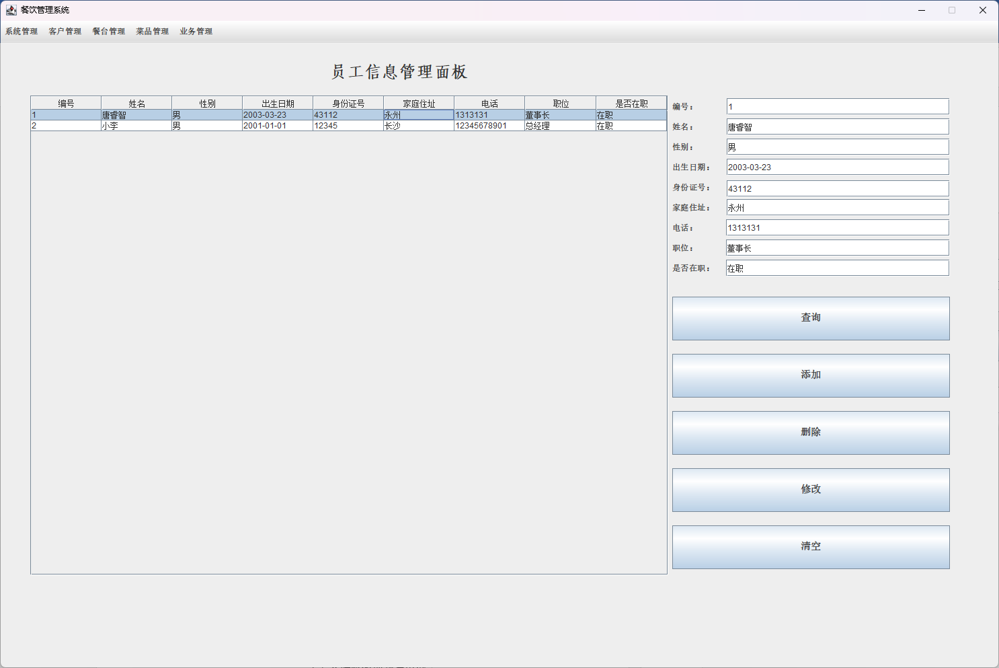 餐饮管理系统
系统管理 客户管理 餐台管理 菜品管理 业务管理
员工信息管理面板
编号 姓名 性别 出生日期 身份证号 家庭住址 电话 职位 是否在职
1 唐睿智 男 2003-03-23 43112 永州 1313131 董事长 在职
2 小李 男 2001-01-01 12345 长沙 12345678901 总经理 在职
编号： 1
姓名： 唐睿智
性别： 男
出生日期： 2003-03-23
身份证号： 43112
家庭住址： 永州
电话： 1313131
职位： 董事长
是否在职： 在职
查询
添加
删除
修改
清空